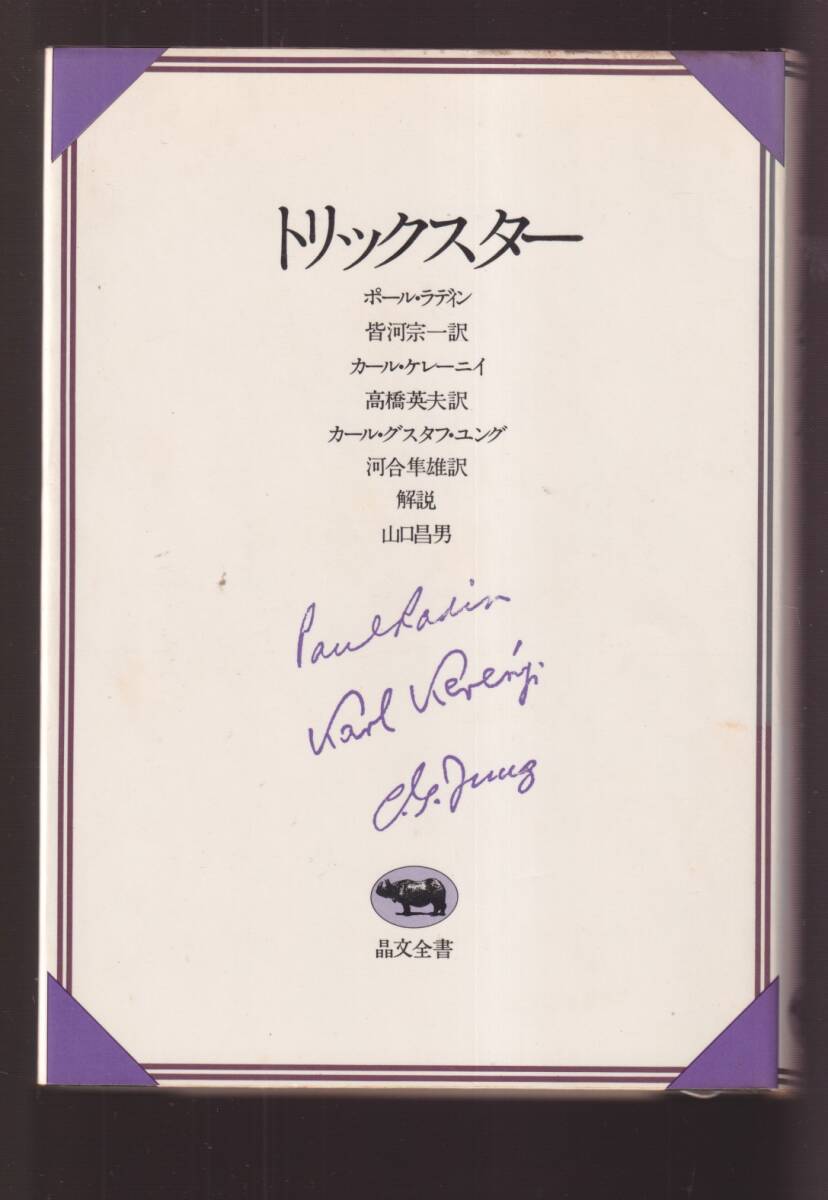 トリックスター
ポール・ラディン
皆河宗一訳
カール・ケレーニイ
高橋英夫訳
カール・グスタフ・ユング
河合隼雄訳
解説
山口昌男
Paul Radin
Karl Kerényi
C.G. Jung
晶文全書